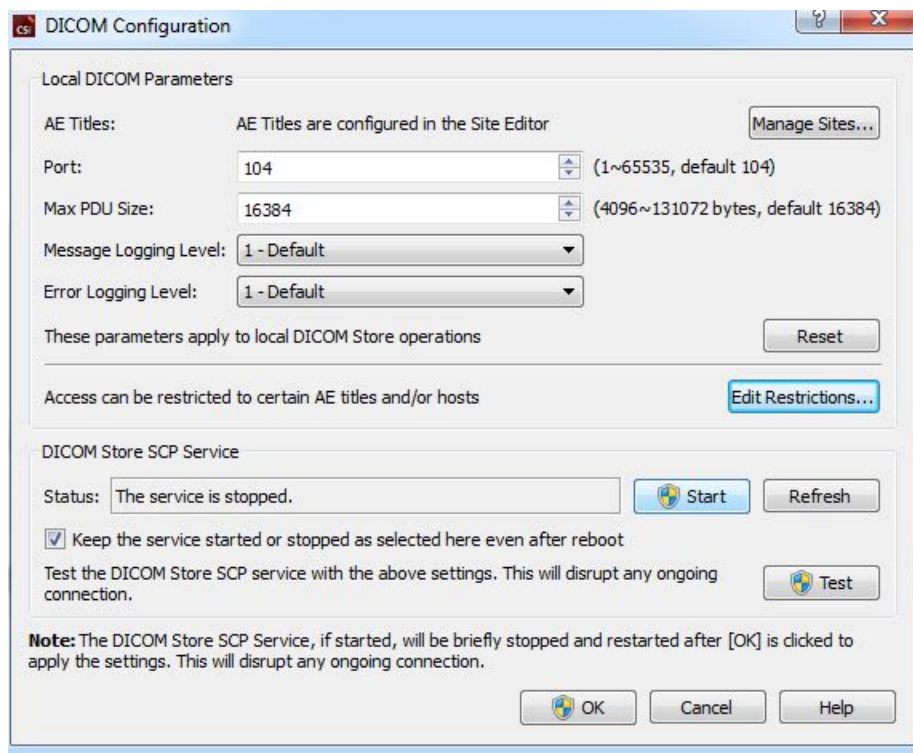 CSI DICOM Configuration
Local DICOM Parameters
AE Titles: AE Titles are configured in the Site Editor Manage Sites...
Port: 104 (1~65535, default 104)
Max PDU Size: 16384 (4096~131072 bytes, default 16384)
Message Logging Level: 1 - Default
Error Logging Level: 1 - Default
These parameters apply to local DICOM Store operations Reset
Access can be restricted to certain AE titles and/or hosts Edit Restrictions...
DICOM Store SCP Service
Status: The service is stopped. Start Refresh
Keep the service started or stopped as selected here even after reboot
Test the DICOM Store SCP service with the above settings. This will disrupt any ongoing
connection. Test
Note: The DICOM Store SCP Service, if started, will be briefly stopped and restarted after [OK] is clicked to
apply the settings. This will disrupt any ongoing connection.
OK Cancel Help